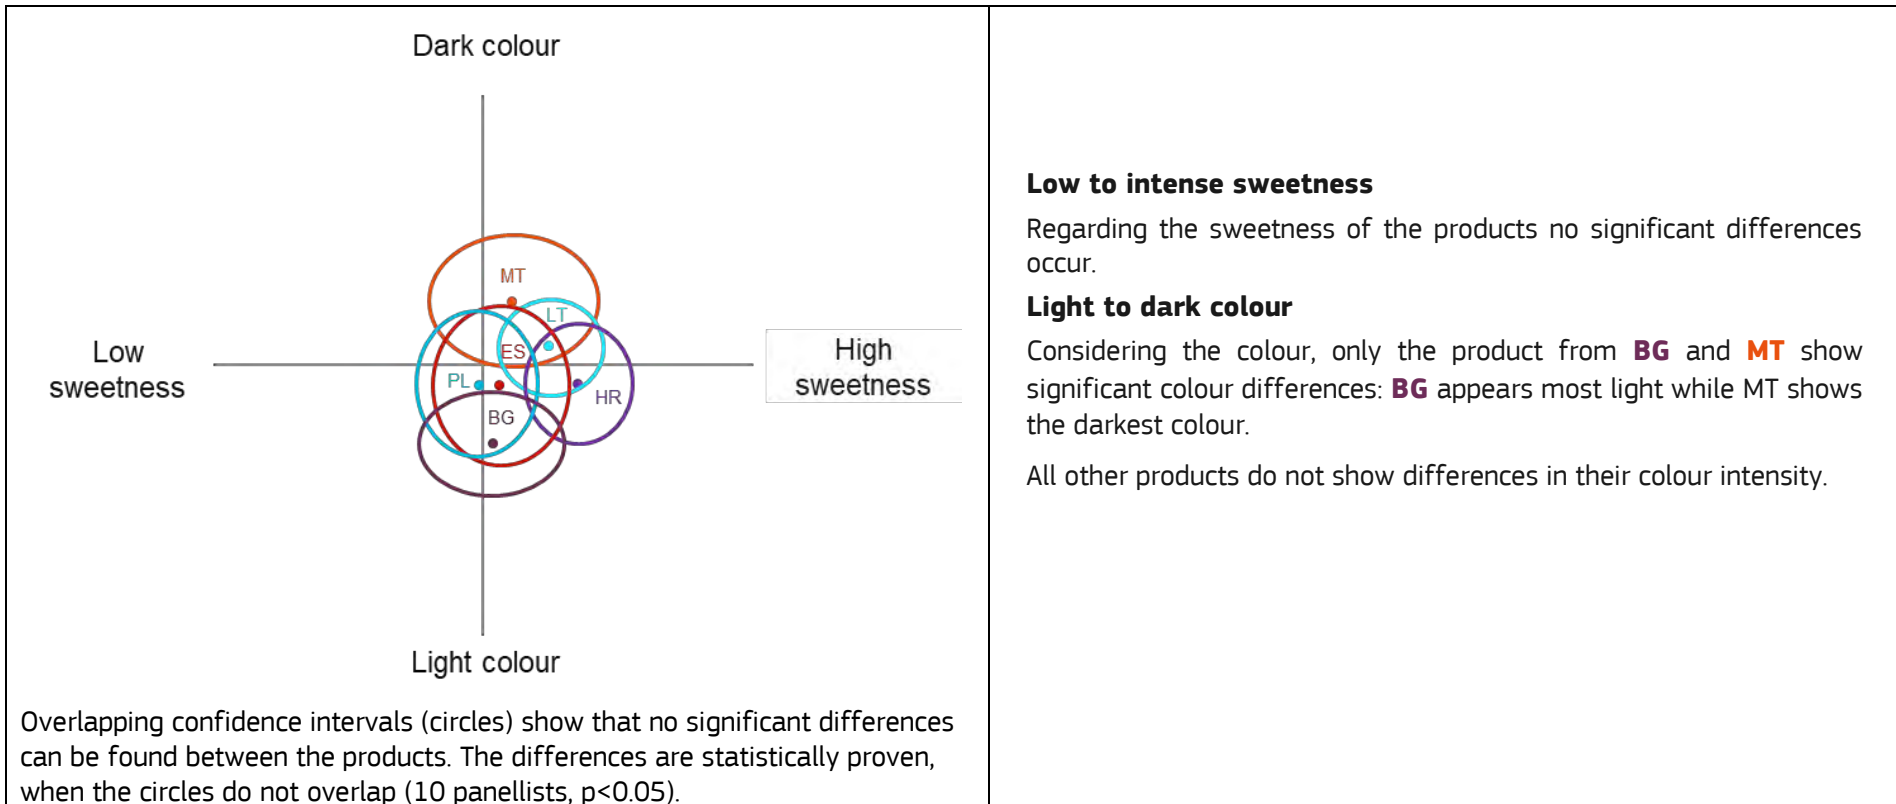 Dark colour
MT
LT
ES
Low
sweetness
High
sweetness
PL
HR
BG
Light colour
Overlapping confidence intervals (circles) show that no significant differences
can be found between the products. The differences are statistically proven,
when the circles do not overlap (10 panellists, p<0.05).
Low to intense sweetness
Regarding the sweetness of the products no significant differences
occur.
Light to dark colour
Considering the colour, only the product from BG and MT show
significant colour differences: BG appears most light while MT shows
the darkest colour.
All other products do not show differences in their colour intensity.